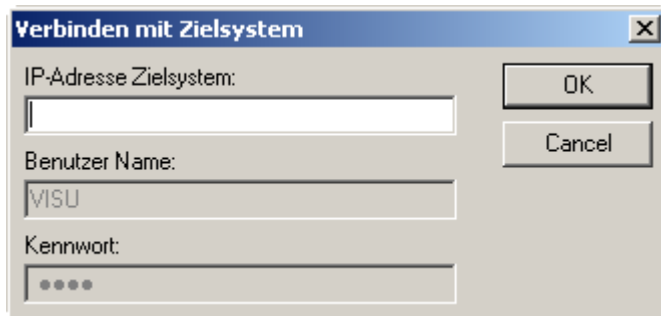 Verbinden mit Zielsystem
IP-Adresse Zielsystem:
OK
Cancel
Benutzer Name:
VISU
Kennwort:
●●●●